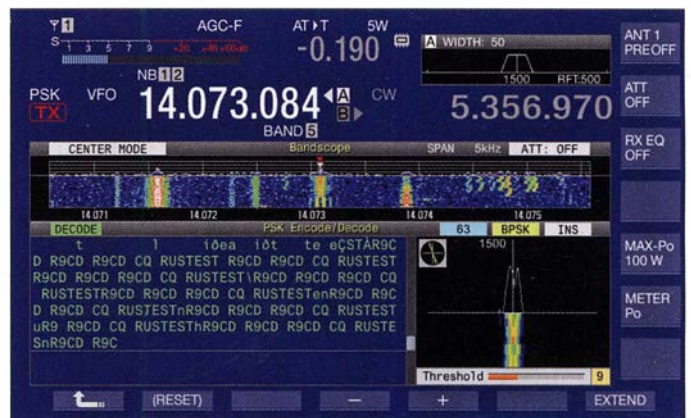 1 AGC-F AT▸T 5W ANT 1
S 1 3 5 7 9 +20 +40 +60dB -0.190 A WIDTH: 50 PREOFF
NB 1 2 1500 RFT:500
PSK VFO 14.073.084 A CW 5.356.970 ATT
TX B OFF
BAND 5
CENTER MODE Bandscope SPAN 5kHz ATT: OFF RX EQ
OFF
14.071 14.072 14.073 14.074 14.075
DECODE PSK Encode/Decode 63 BPSK INS
t l iðea iðt te eÇSTÅR9C 1500
D R9CD R9CD CQ RUSTEST R9CD R9CD CQ RUSTEST MAX-Po
R9CD R9CD CQ RUSTEST\R9CD R9CD R9CD CQ 100 W
RUSTESTR9CD R9CD R9CD CQ RUSTESTenR9CD R9C
D R9CD CQ RUSTESTnR9CD R9CD CQ RUSTEST METER
uR9 R9CD CQ RUSTESThR9CD R9CD CQ RUSTE Po
SnR9CD R9C
Threshold 9
(RESET) − + EXTEND